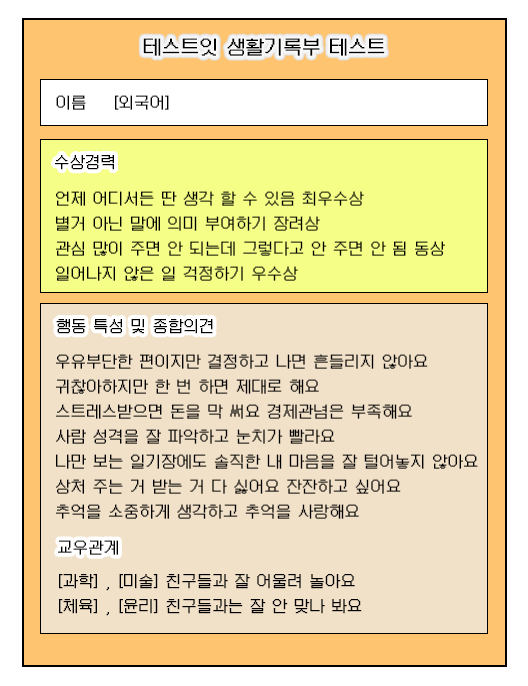 테스트잇 생활기록부 테스트
이름 [외국어]
수상경력
언제 어디서든 딴 생각 할 수 있음 최우수상
별거 아닌 말에 의미 부여하기 장려상
관심 많이 주면 안 되는데 그렇다고 안 주면 안 됨 동상
일어나지 않은 일 걱정하기 우수상
행동 특성 및 종합의견
우유부단한 편이지만 결정하고 나면 흔들리지 않아요
귀찮아하지만 한 번 하면 제대로 해요
스트레스받으면 돈을 막 써요 경제관념은 부족해요
사람 성격을 잘 파악하고 눈치가 빨라요
나만 보는 일기장에도 솔직한 내 마음을 잘 털어놓지 않아요
상처 주는 거 받는 거 다 싫어요 잔잔하고 싶어요
추억을 소중하게 생각하고 추억을 사랑해요
교우관계
[과학] , [미술] 친구들과 잘 어울려 놀아요
[체육] , [윤리] 친구들과는 잘 안 맞나 봐요